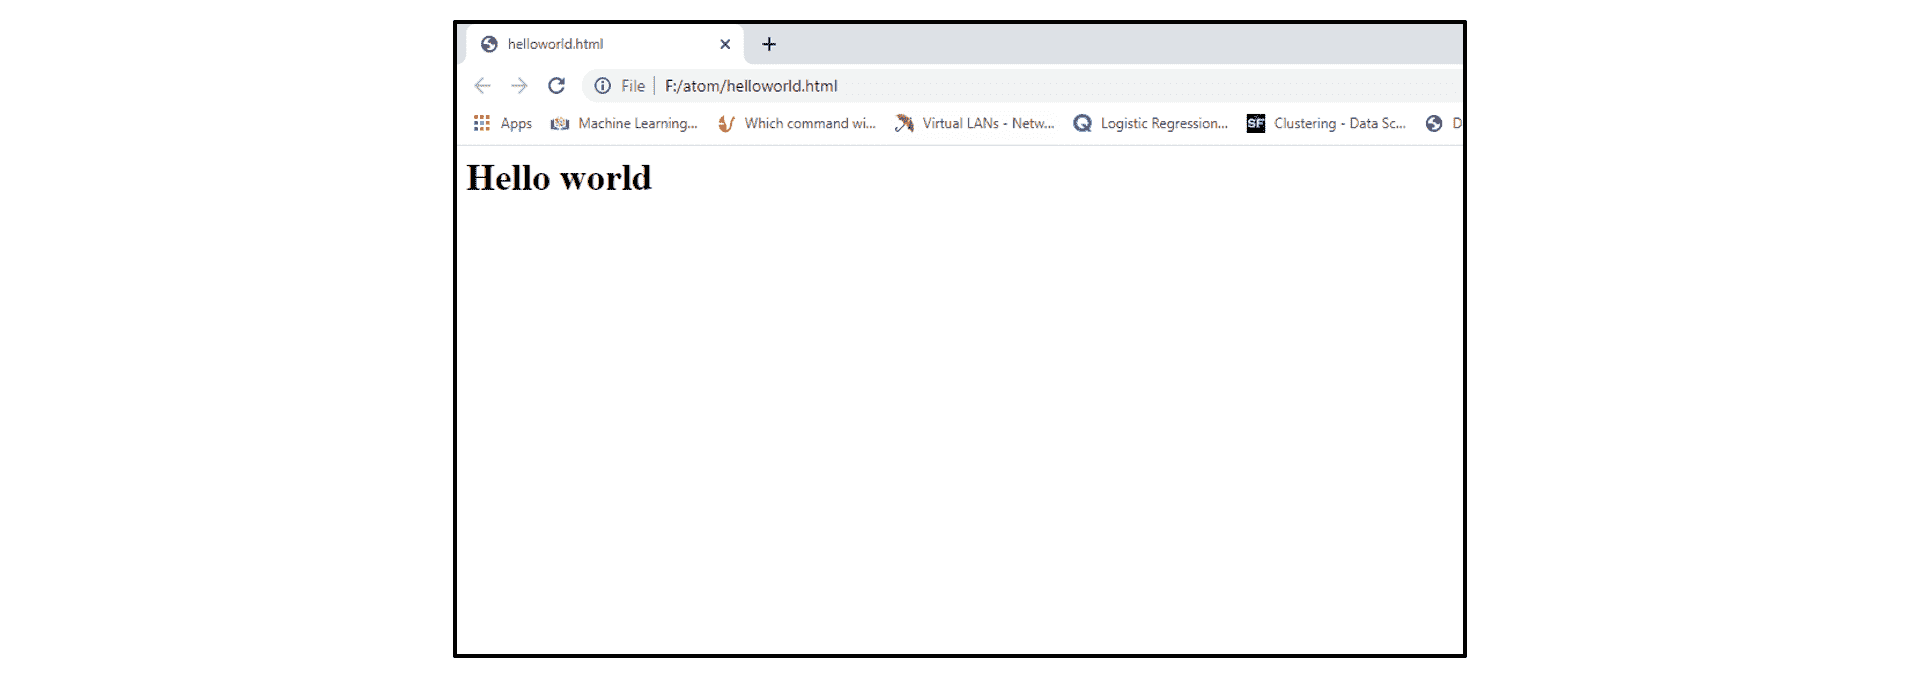 helloworld.html
File F:/atom/helloworld.html
Apps Machine Learning... Which command wi... Virtual LANs - Netw... Logistic Regression... SF Clustering - Data Sc... D
Hello world